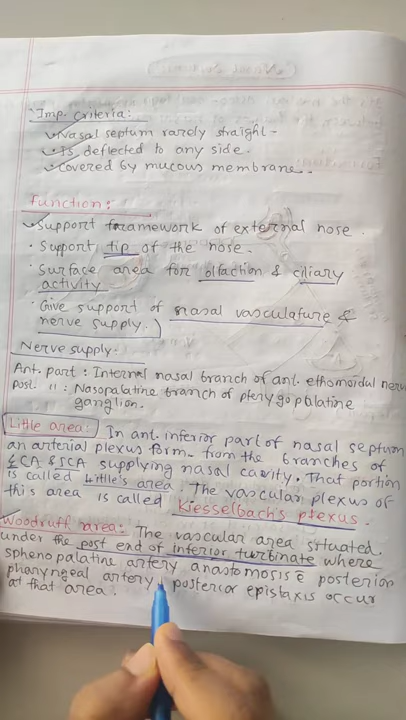 Imp. criteria:
Nasal septum rarely straight
Is deflected to any side.
Covered by mucous membrane.
Function:
Support framework of external nose.
• Support tip of the nose.
• Surface area for olfaction & ciliary
activity
• Give support of nasal vasculature &
nerve supply.
Nerve supply:
Ant. part: Internal nasal branch of ant. ethomoidal nerv
Post. 11: Nasopalatine branch of pterygopalatine
ganglion.
Little area: In ant. inferior part of nasal septum
an arterial plexus form from the branches of
ECA & ICA supplying nasal cavity. That portion
is called Little's area. The vascular plexus of
this area is called Kiesselbach's plexus.
Woodruff area: The vascular area situated
under the post end of inferior turbinate where
sphenopalatine artery anastomosis c̄ posterior
pharyngeal artery, posterior epistaxis occur
at that area.